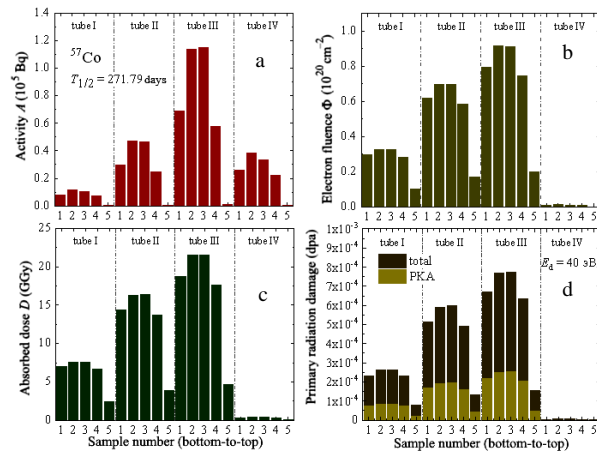 tube I tube II tube III tube IV
⁵⁷Co
T₁/₂ = 271.79 days
a
Activity A (10⁵ Bq)
1.4
1.2
1.0
0.8
0.6
0.4
0.2
0.0
1 2 3 4 5 1 2 3 4 5 1 2 3 4 5 1 2 3 4 5
tube I tube II tube III tube IV
b
Electron fluence Φ (10²⁰ cm⁻²)
1.0
0.8
0.6
0.4
0.2
0.0
1 2 3 4 5 1 2 3 4 5 1 2 3 4 5 1 2 3 4 5
tube I tube II tube III tube IV
c
Absorbed dose D (GGy)
25
20
15
10
5
0
1 2 3 4 5 1 2 3 4 5 1 2 3 4 5 1 2 3 4 5
Sample number (bottom-to-top)
tube I tube II tube III tube IV
total
PKA
E_d = 40 эВ
d
Primary radiation damage (dpa)
1x10⁻³
9x10⁻⁴
8x10⁻⁴
7x10⁻⁴
6x10⁻⁴
5x10⁻⁴
4x10⁻⁴
3x10⁻⁴
2x10⁻⁴
1x10⁻⁴
0
1 2 3 4 5 1 2 3 4 5 1 2 3 4 5 1 2 3 4 5
Sample number (bottom-to-top)